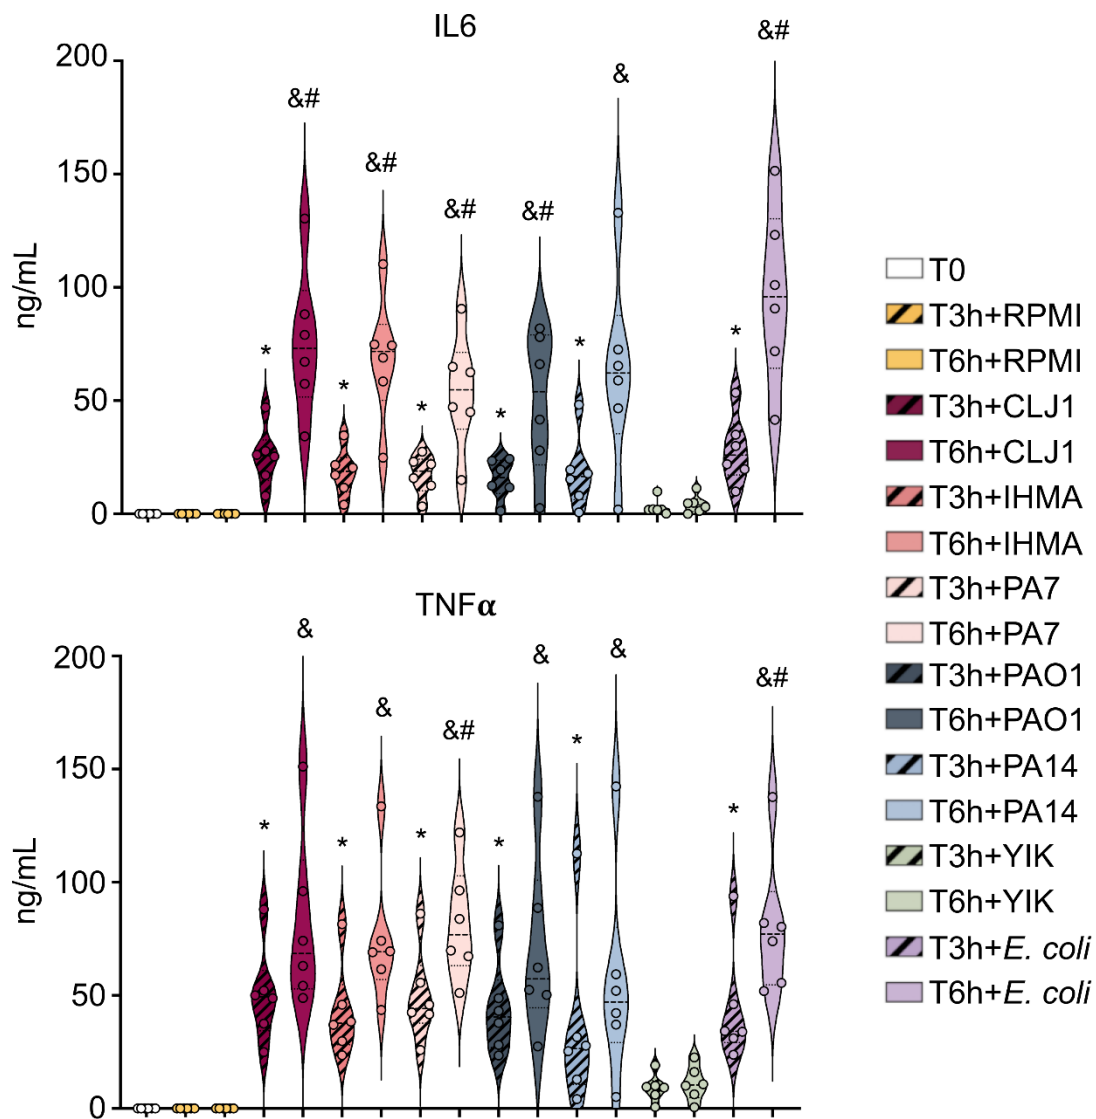 IL6
&#
200
&#
&
&#
&#
&#
150
ng/mL
100
*
*
*
*
*
*
50
0
TNFα
&
200
&
&
&#
&
&#
*
150
ng/mL
*
*
*
*
*
100
50
0
T0
T3h+RPMI
T6h+RPMI
T3h+CLJ1
T6h+CLJ1
T3h+IHMA
T6h+IHMA
T3h+PA7
T6h+PA7
T3h+PAO1
T6h+PAO1
T3h+PA14
T6h+PA14
T3h+YIK
T6h+YIK
T3h+E. coli
T6h+E. coli